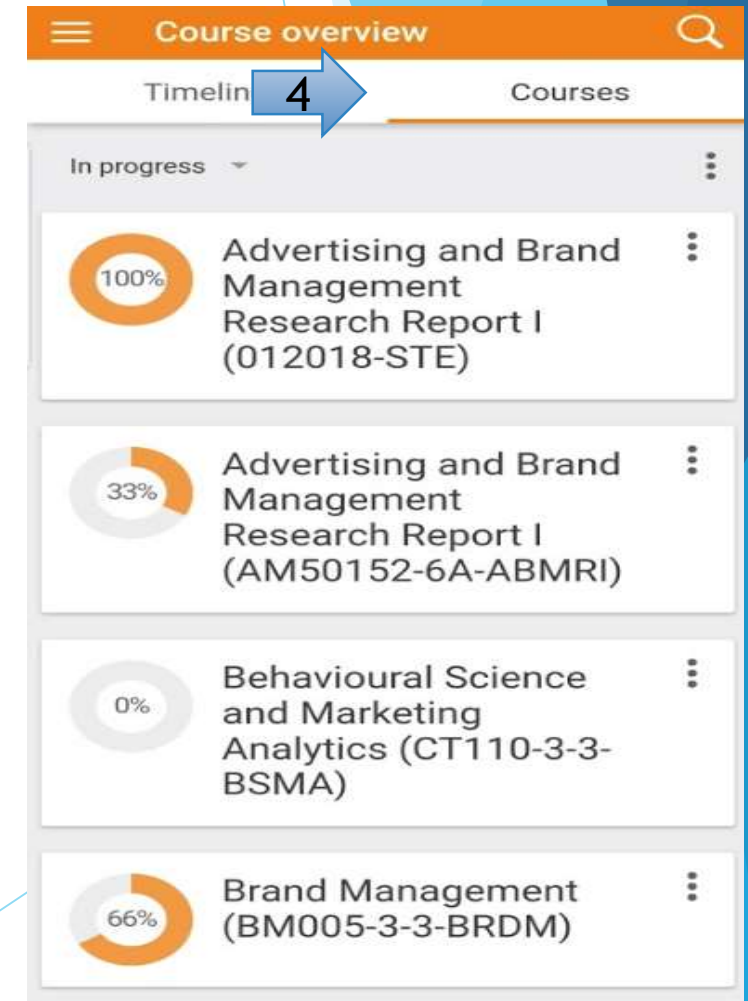 Course overview
Timelin 4 Courses
In progress
100%
Advertising and Brand
Management
Research Report I
(012018-STE)
33%
Advertising and Brand
Management
Research Report I
(AM50152-6A-ABMRI)
0%
Behavioural Science
and Marketing
Analytics (CT110-3-3-
BSMA)
66%
Brand Management
(BM005-3-3-BRDM)